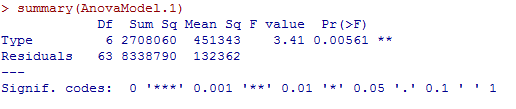 > summary(AnovaModel.1)
            Df  Sum Sq Mean Sq F value  Pr(>F)
Type         6 2708060  451343    3.41 0.00561 **
Residuals   63 8338790  132362
---
Signif. codes:  0 '***' 0.001 '**' 0.01 '*' 0.05 '.' 0.1 ' ' 1